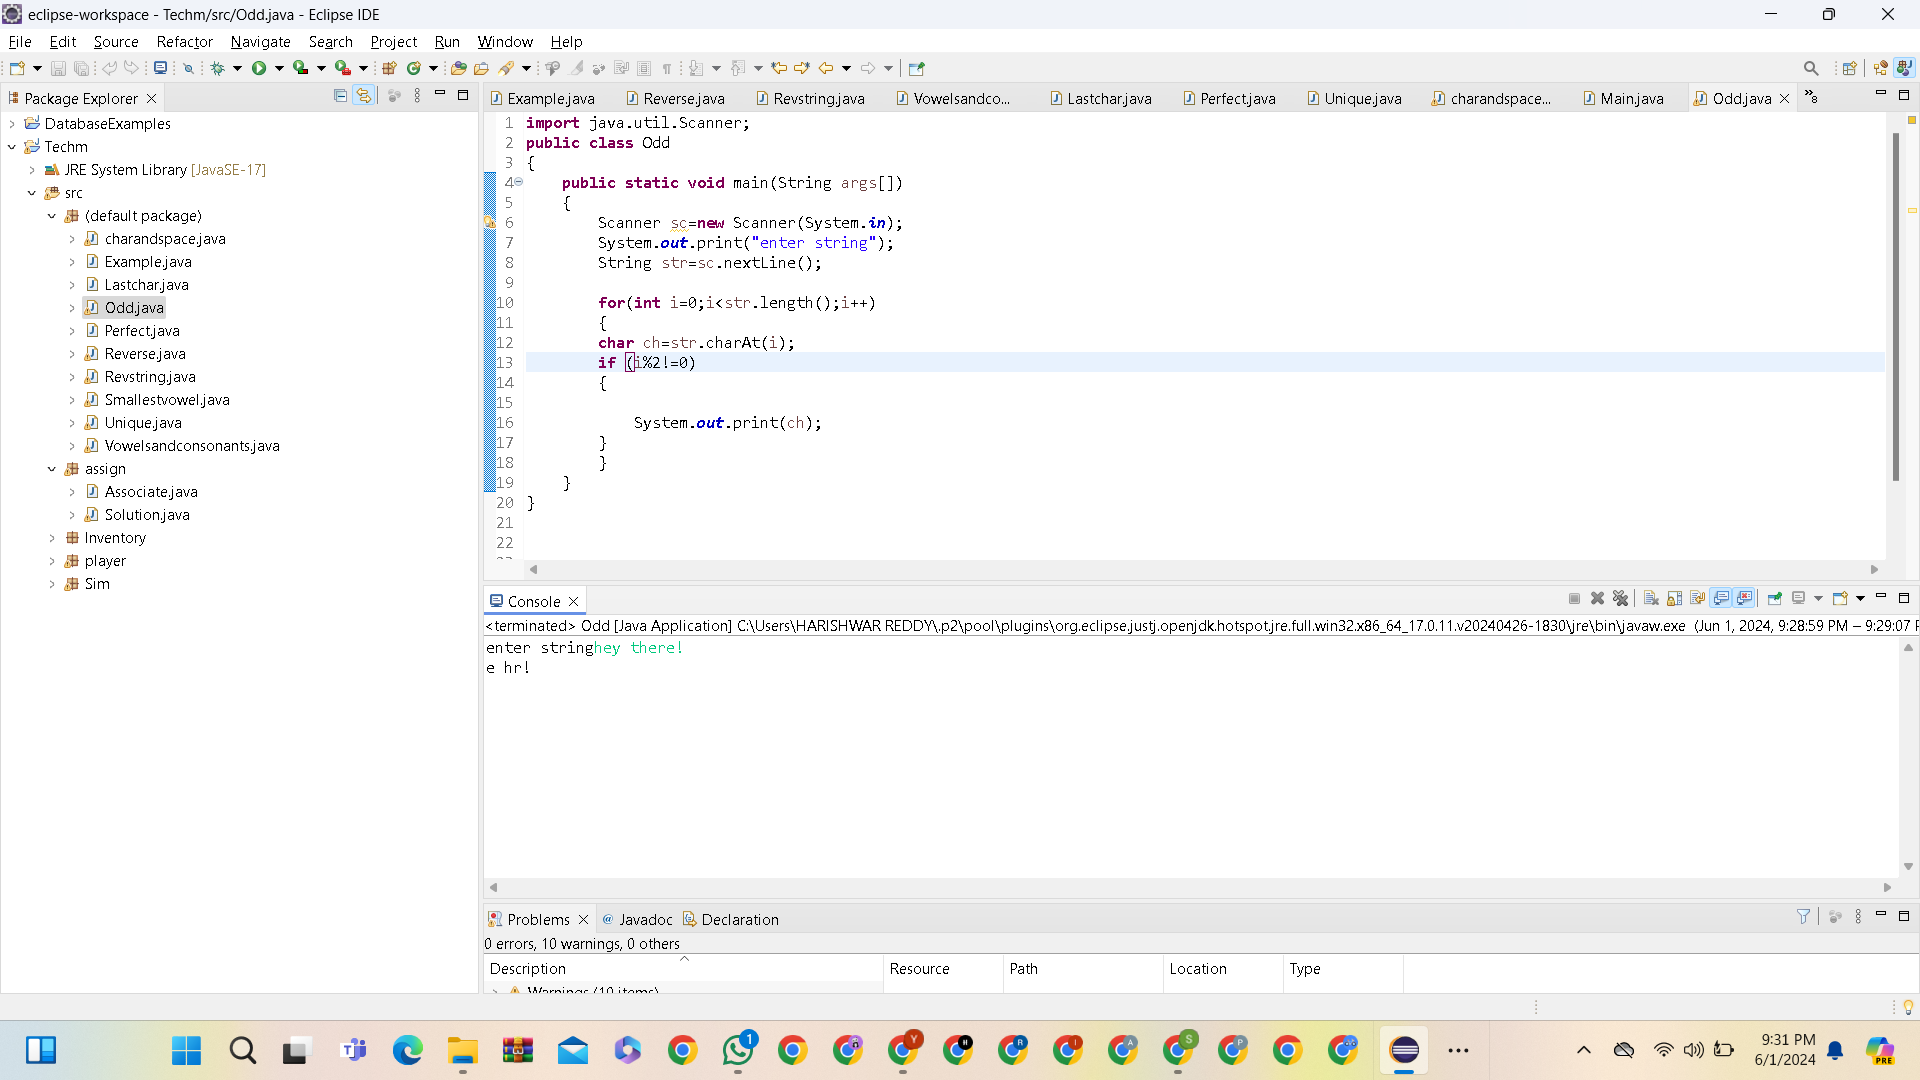 eclipse-workspace - Techm/src/Odd.java - Eclipse IDE
File Edit Source Refactor Navigate Search Project Run Window Help
Package Explorer
DatabaseExamples
Techm
JRE System Library [JavaSE-17]
src
(default package)
charandspace.java
Example.java
Lastchar.java
Odd.java
Perfect.java
Reverse.java
Revstring.java
Smallestvowel.java
Unique.java
Vowelsandconsonants.java
assign
Associate.java
Solution.java
Inventory
player
Sim
Example.java Reverse.java Revstring.java Vowelsandco... Lastchar.java Perfect.java Unique.java charandspace... Main.java Odd.java 8
1 import java.util.Scanner;
2 public class Odd
3 {
4 public static void main(String args[])
5 {
6 Scanner sc=new Scanner(System.in);
7 System.out.print("enter string");
8 String str=sc.nextLine();
9
10 for(int i=0;i<str.length();i++)
11 {
12 char ch=str.charAt(i);
13 if (i%2!=0)
14 {
15
16 System.out.print(ch);
17 }
18 }
19 }
20 }
21
22
Console
<terminated> Odd [Java Application] C:\Users\HARISHWAR REDDY\.p2\pool\plugins\org.eclipse.justj.openjdk.hotspot.jre.full.win32.x86_64_17.0.11.v20240426-1830\jre\bin\javaw.exe (Jun 1, 2024, 9:28:59 PM – 9:29:07 P
enter stringhey there!
e hr!
Problems Javadoc Declaration
0 errors, 10 warnings, 0 others
Description Resource Path Location Type
Warnings (10 items)
1 Y H R I A S P
9:31 PM
6/1/2024
PRE